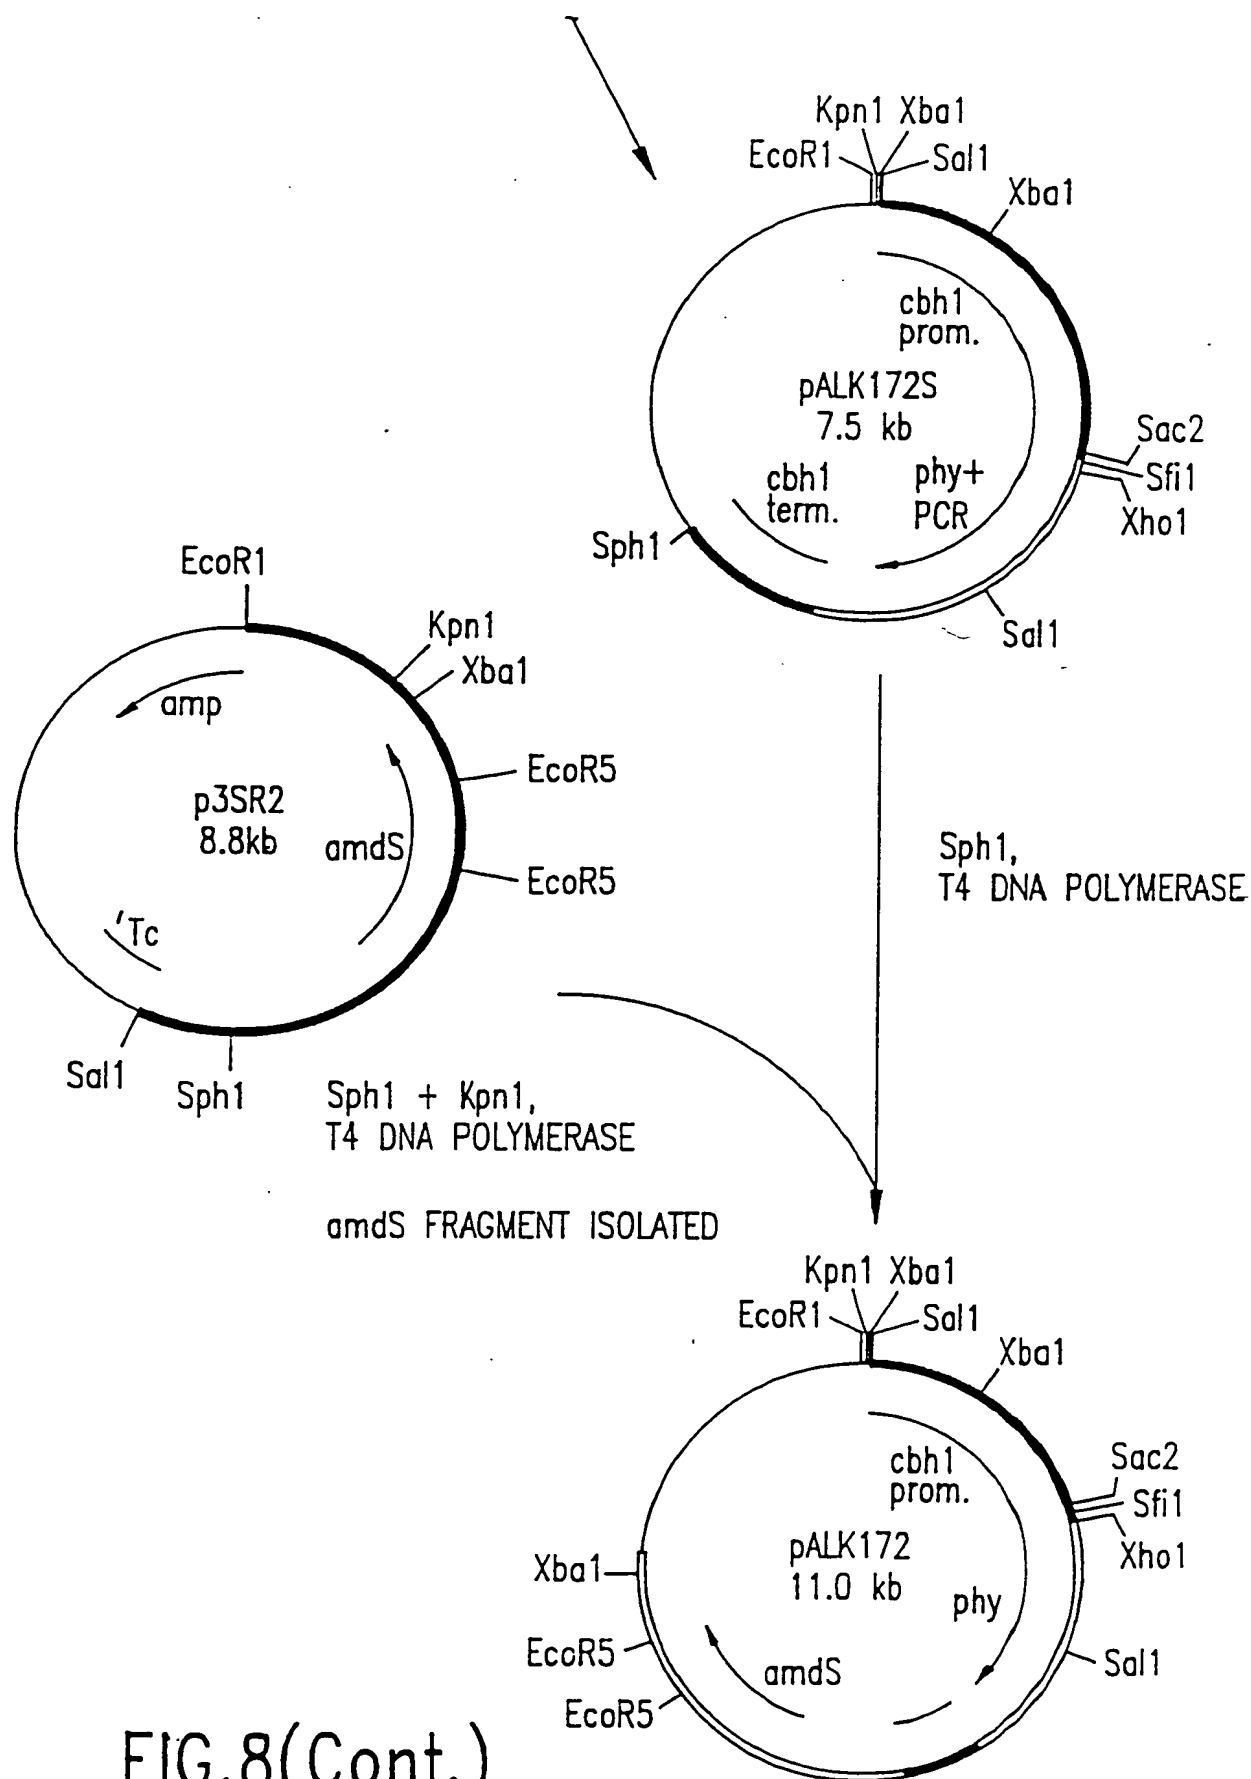 Kpn1 Xba1
EcoR1
Sal1
Xba1
cbh1
prom.
pALK172S
7.5 kb
Sac2
Sfi1
Xho1
cbh1
term.
phy+
PCR
Sph1
Sal1
EcoR1
Kpn1
Xba1
amp
EcoR5
p3SR2
8.8kb
amdS
EcoR5
'Tc
Sal1
Sph1
Sph1,
T4 DNA POLYMERASE
Sph1 + Kpn1,
T4 DNA POLYMERASE
amdS FRAGMENT ISOLATED
Kpn1 Xba1
EcoR1
Sal1
Xba1
cbh1
prom.
Sac2
Sfi1
Xho1
pALK172
11.0 kb
Xba1
phy
EcoR5
amdS
Sal1
EcoR5
FIG.8(Cont.)